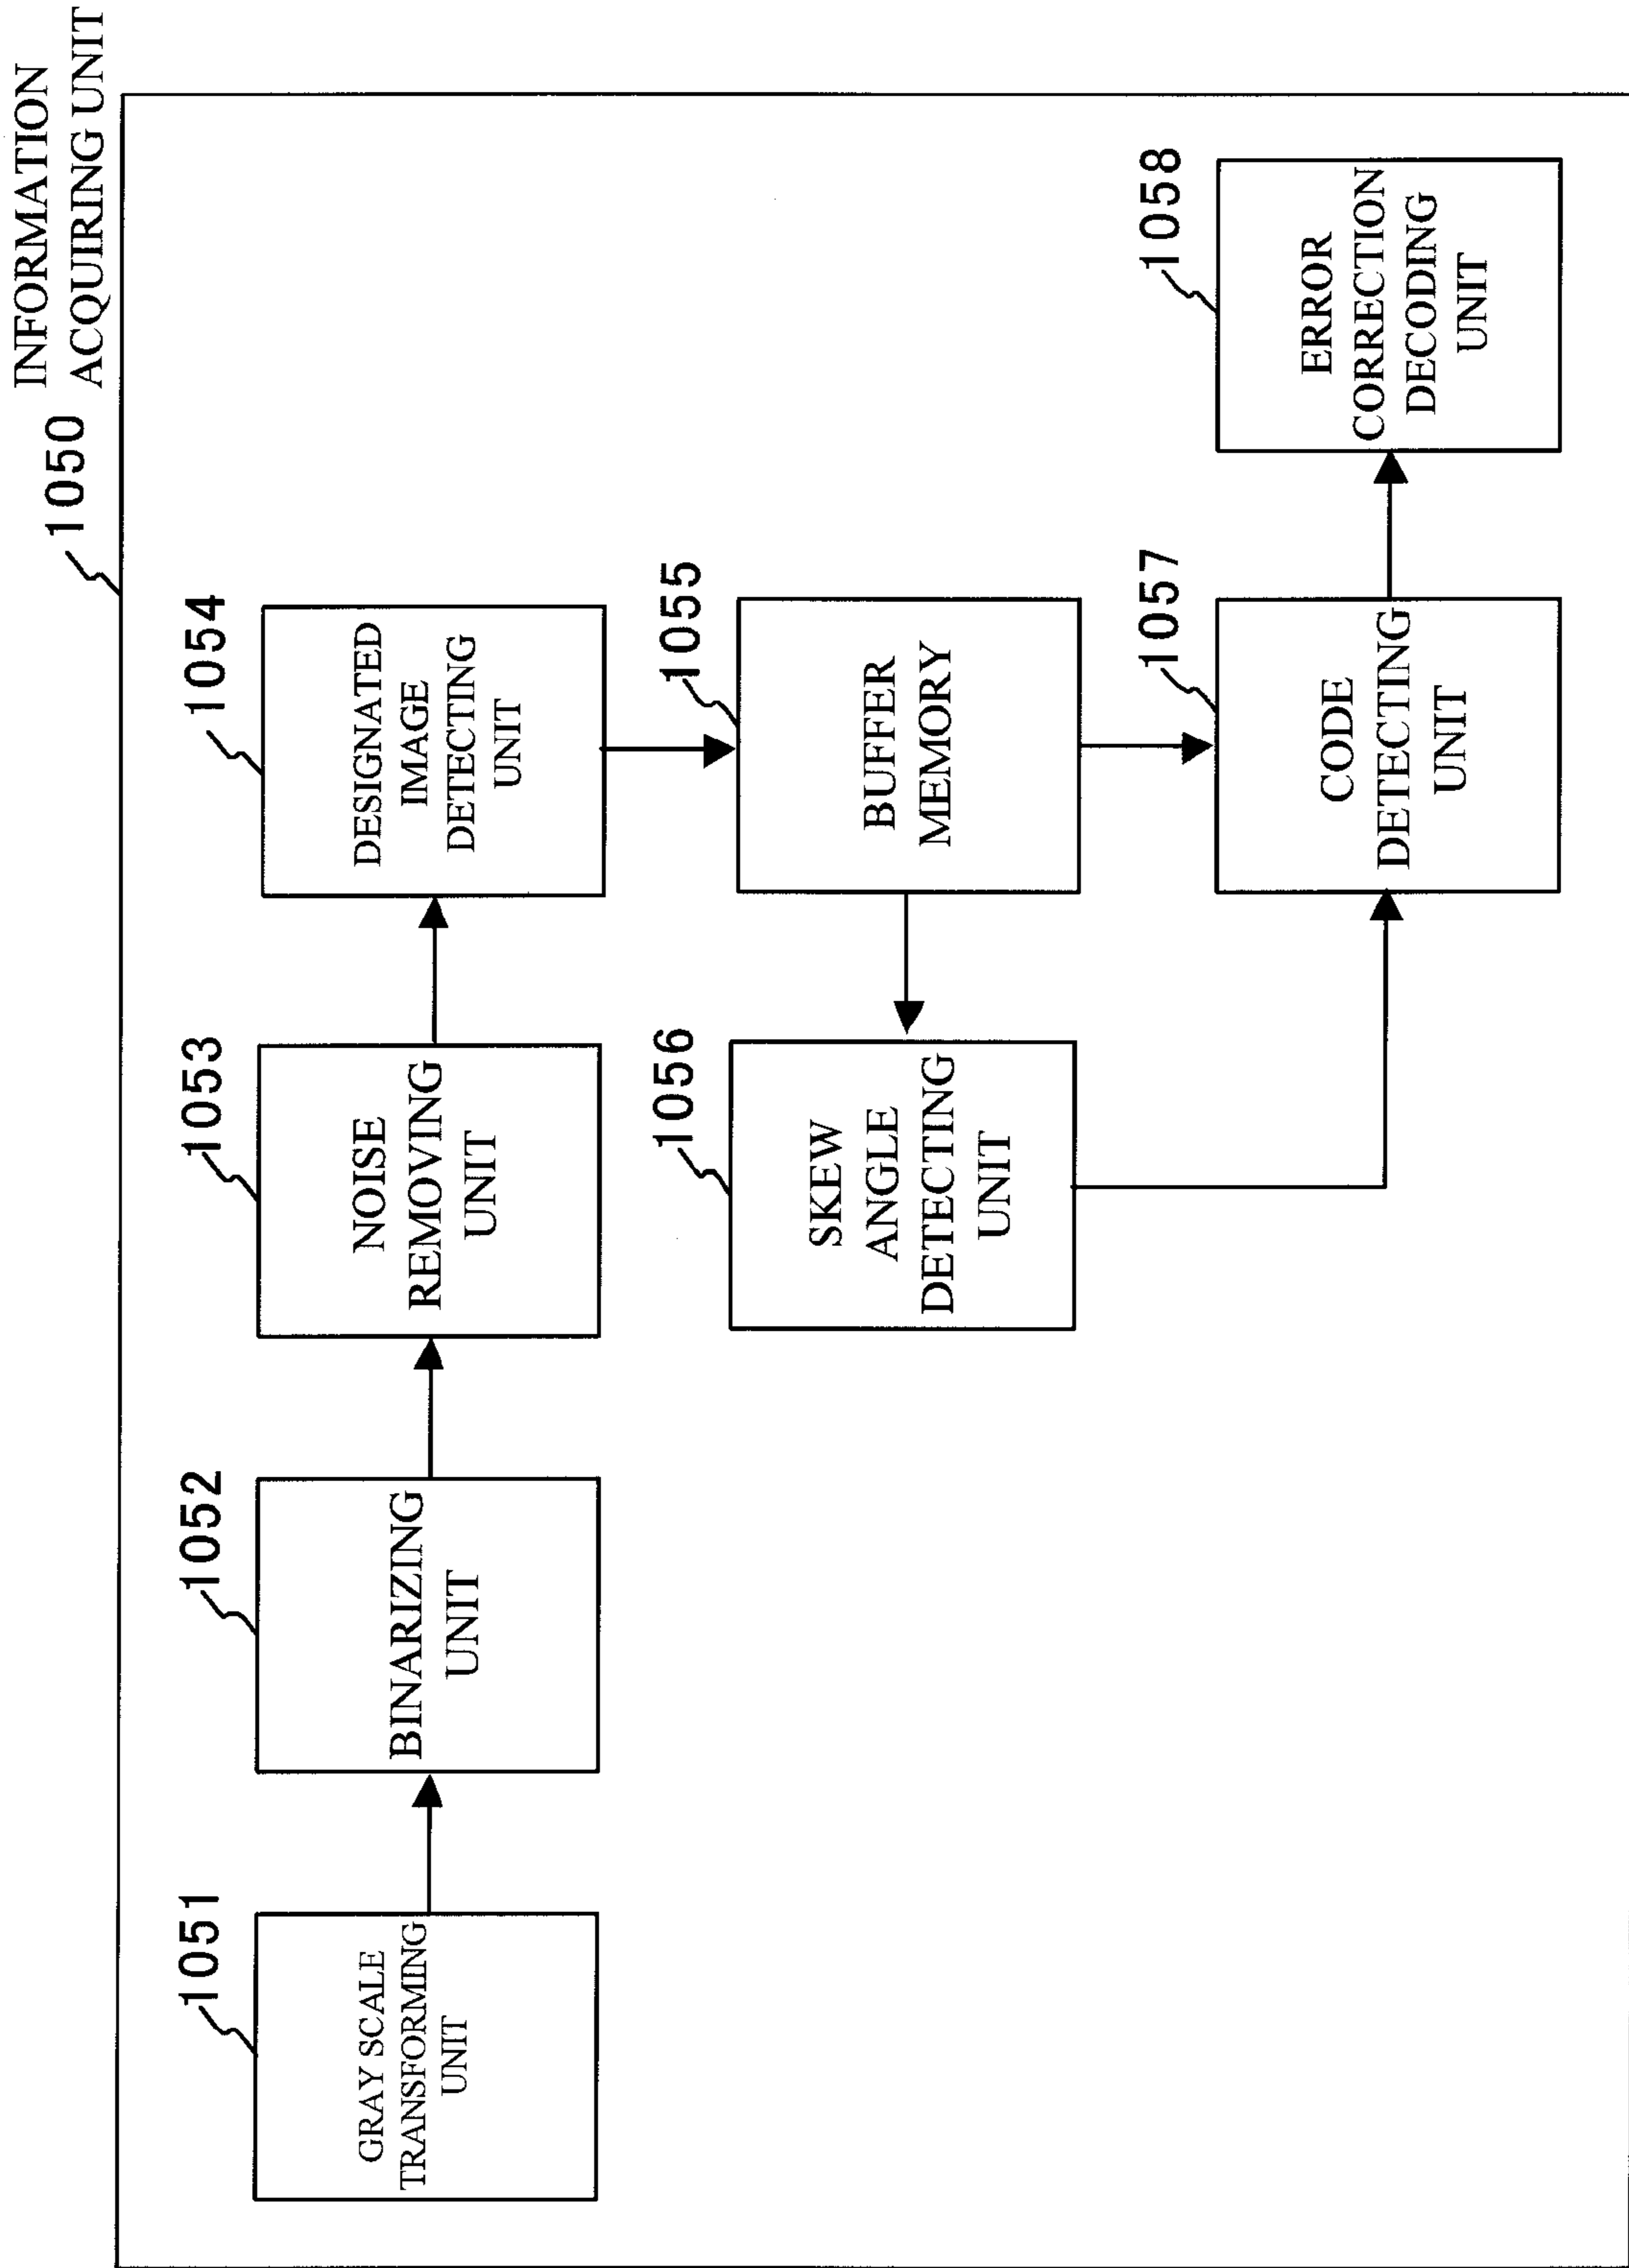 INFORMATION
ACQUIRING UNIT
1050
1051
GRAY SCALE
TRANSFORMING
UNIT
1052
BINARIZING
UNIT
1053
NOISE
REMOVING
UNIT
1054
DESIGNATED
IMAGE
DETECTING
UNIT
1056
SKEW
ANGLE
DETECTING
UNIT
1055
BUFFER
MEMORY
1057
CODE
DETECTING
UNIT
1058
ERROR
CORRECTION
DECODING
UNIT